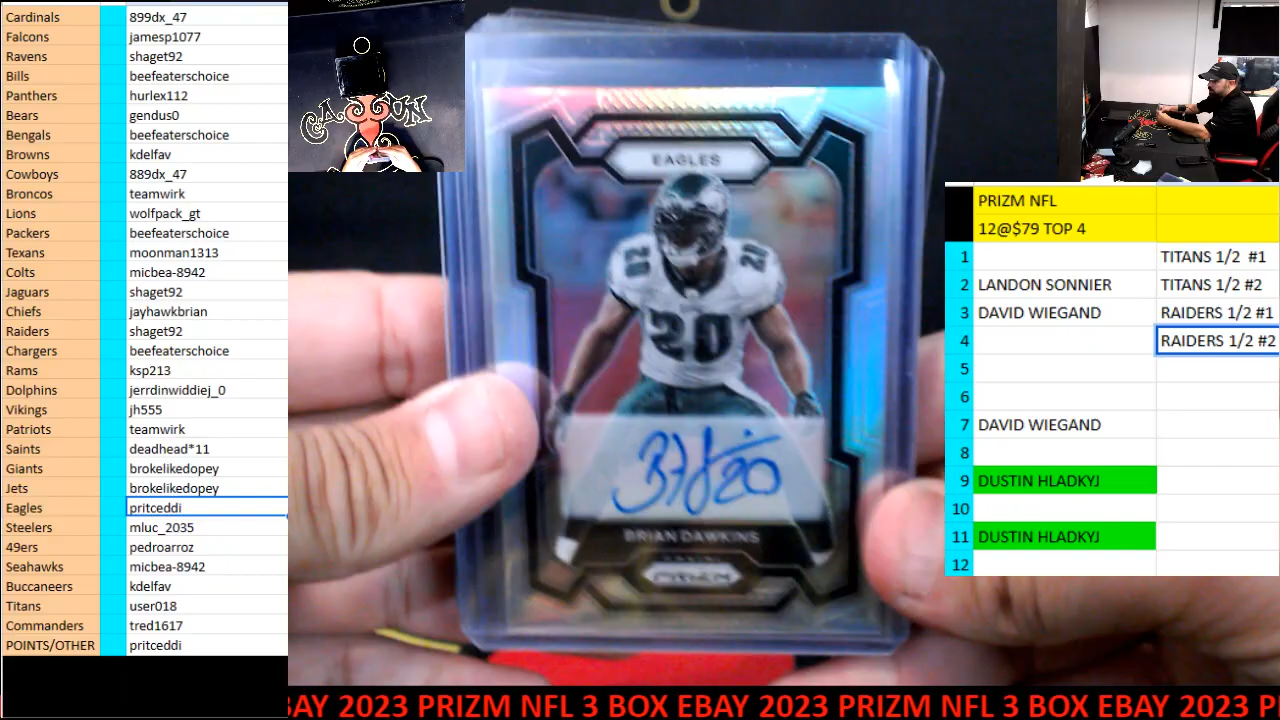 Cardinals 899dx_47
Falcons jamesp1077
Ravens shaget92
Bills beefeaterschoice
Panthers hurlex112
Bears gendus0
Bengals beefeaterschoice
Browns kdelfav
Cowboys 889dx_47
Broncos teamwirk
Lions wolfpack_gt
Packers beefeaterschoice
Texans moonman1313
Colts micbea-8942
Jaguars shaget92
Chiefs jayhawkbrian
Raiders shaget92
Chargers beefeaterschoice
Rams ksp213
Dolphins jerrdinwiddiej_0
Vikings jh555
Patriots teamwirk
Saints deadhead*11
Giants brokelikedopey
Jets brokelikedopey
Eagles pritceddi
Steelers mluc_2035
49ers pedroarroz
Seahawks micbea-8942
Buccaneers kdelfav
Titans user018
Commanders tred1617
POINTS/OTHER pritceddi
EAGLES
20 20
20
BRIAN DAWKINS
PANINI
PRIZM
PRIZM NFL
12@$79 TOP 4
1 TITANS 1/2 #1
2 LANDON SONNIER TITANS 1/2 #2
3 DAVID WIEGAND RAIDERS 1/2 #1
4 RAIDERS 1/2 #2
5
6
7 DAVID WIEGAND
8
9 DUSTIN HLADKYJ
10
11 DUSTIN HLADKYJ
12
BAY 2023 PRIZM NFL 3 BOX EBAY 2023 PRIZM NFL 3 BOX EBAY 2023 P